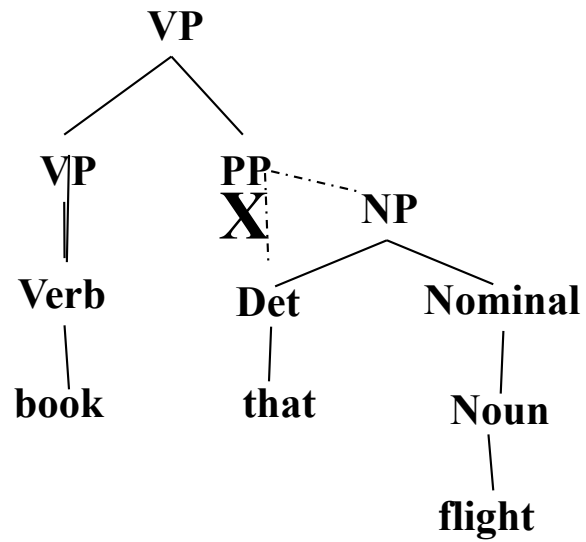 VP
VP PP
X NP
Verb Det Nominal
book that Noun
flight